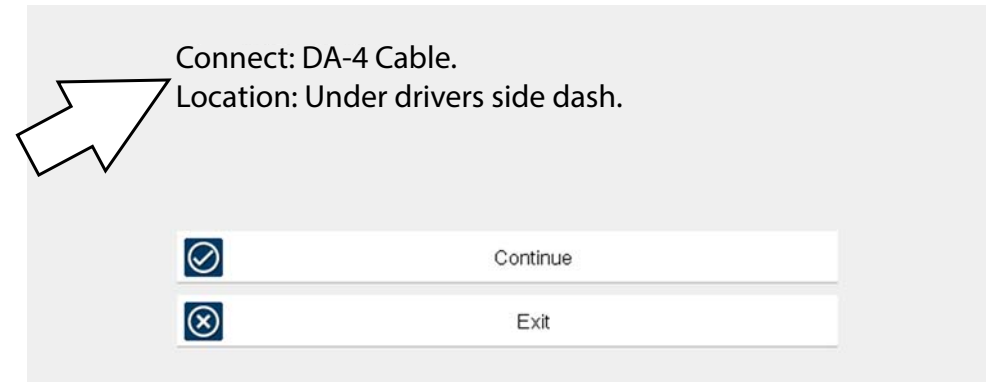 Connect: DA-4 Cable.
Location: Under drivers side dash.
Continue
Exit